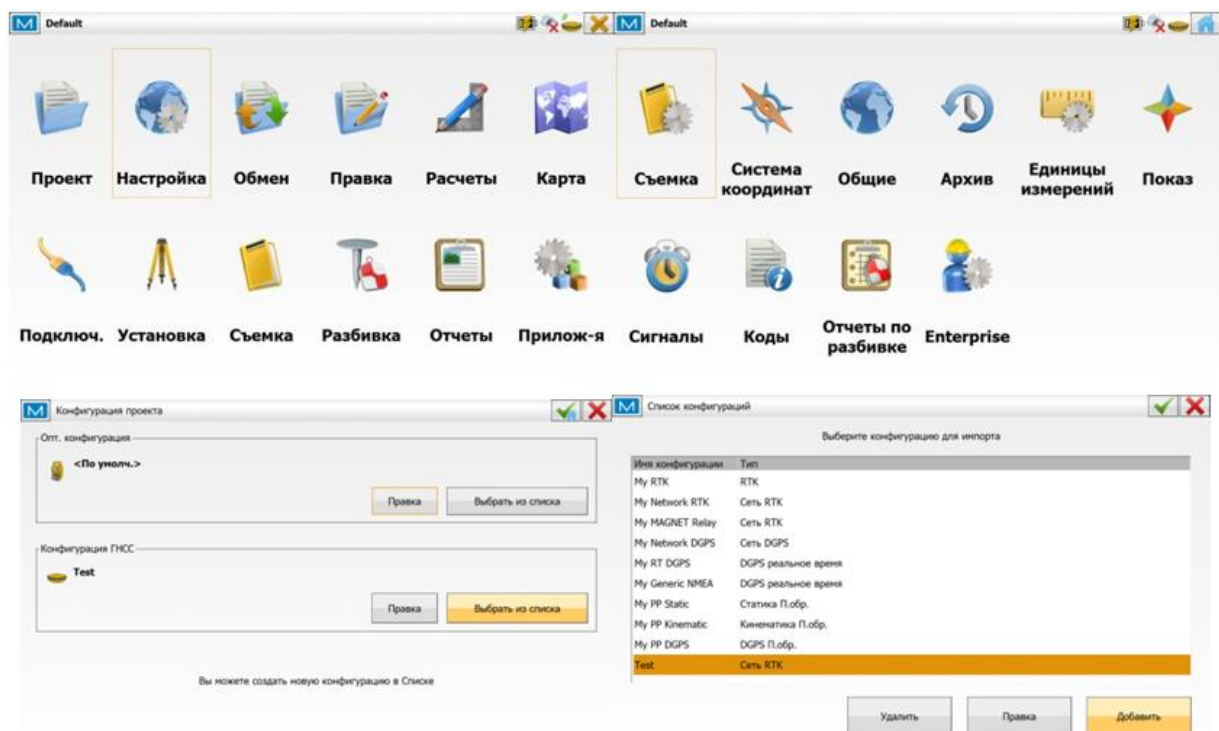 Default
Проект
Настройка
Обмен
Правка
Расчеты
Карта
Подключ.
Установка
Съемка
Разбивка
Отчеты
Прилож-я
Default
Съемка
Система
координат
Общие
Архив
Единицы
измерений
Показ
Сигналы
Коды
Отчеты по
разбивке
Enterprise
Конфигурация проекта
Опт. конфигурация
<По умолч.>
Правка
Выбрать из списка
Конфигурация ГНСС
Test
Правка
Выбрать из списка
Вы можете создать новую конфигурацию в Списке
Список конфигураций
Выберите конфигурацию для импорта
Имя конфигурации Тип
My RTK RTK
My Network RTK Сеть RTK
My MAGNET Relay Сеть RTK
My Network DGPS Сеть DGPS
My RT DGPS DGPS реальное время
My Generic NMEA DGPS реальное время
My PP Static Статика П.обр.
My PP Kinematic Кинематика П.обр.
My PP DGPS DGPS П.обр.
Test Сеть RTK
Удалить
Правка
Добавить